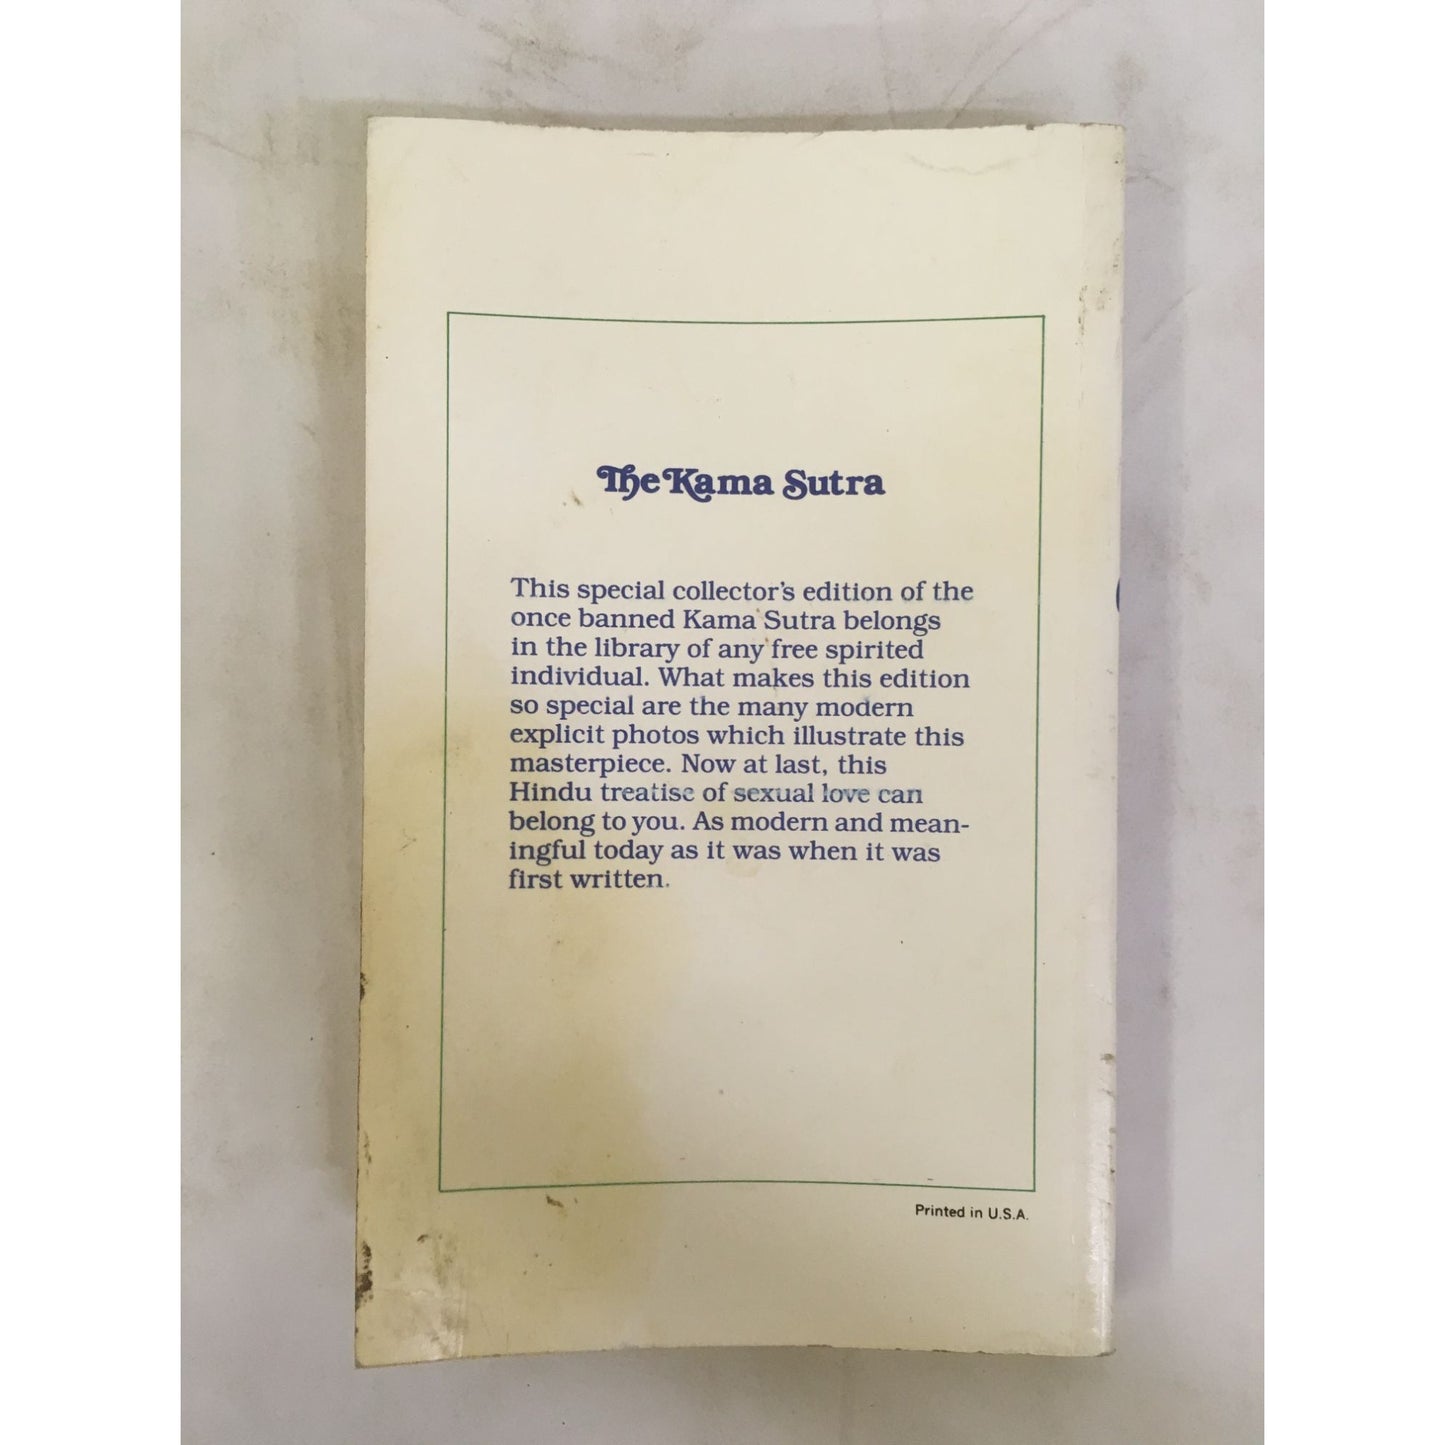 The Kama Sutra
This special collector's edition of the
once banned Kama Sutra belongs
in the library of any free spirited
individual. What makes this edition
so special are the many modern
explicit photos which illustrate this
masterpiece. Now at last, this
Hindu treatise of sexual love can
belong to you. As modern and mean-
ingful today as it was when it was
first written.
Printed in U.S.A.